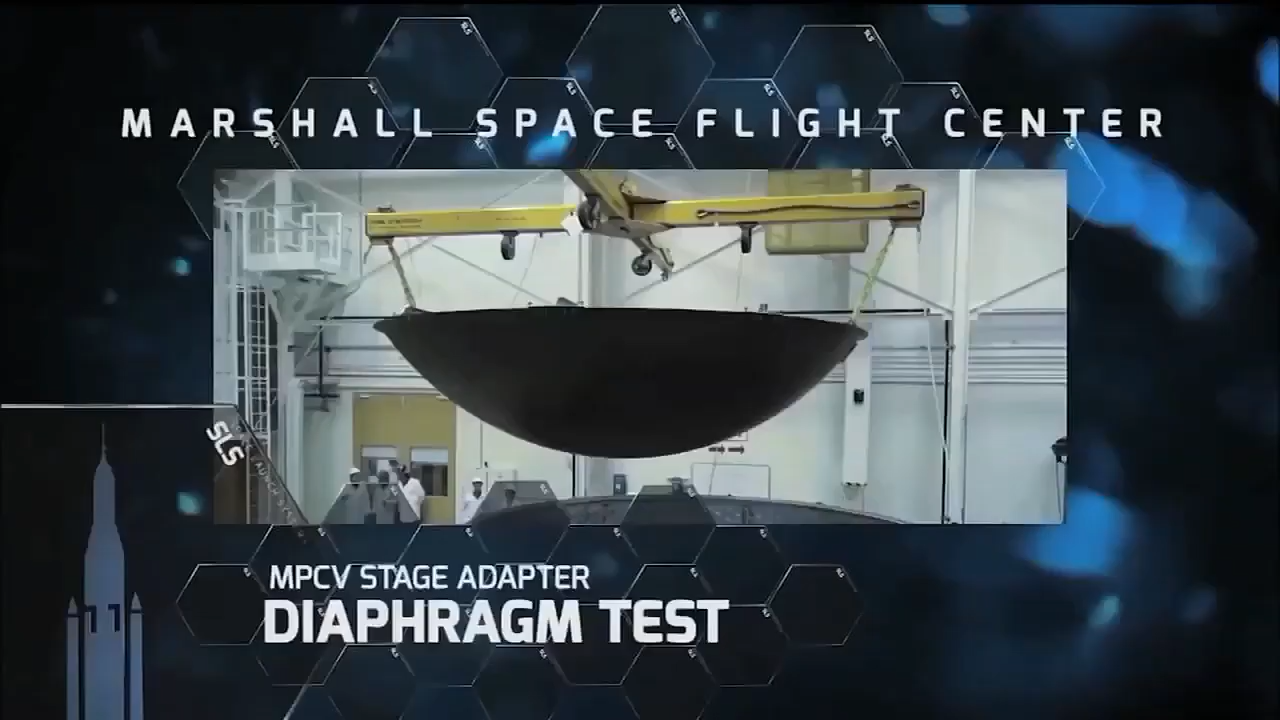 MARSHALL SPACE FLIGHT CENTER
SLS
MPCV STAGE ADAPTER
DIAPHRAGM TEST